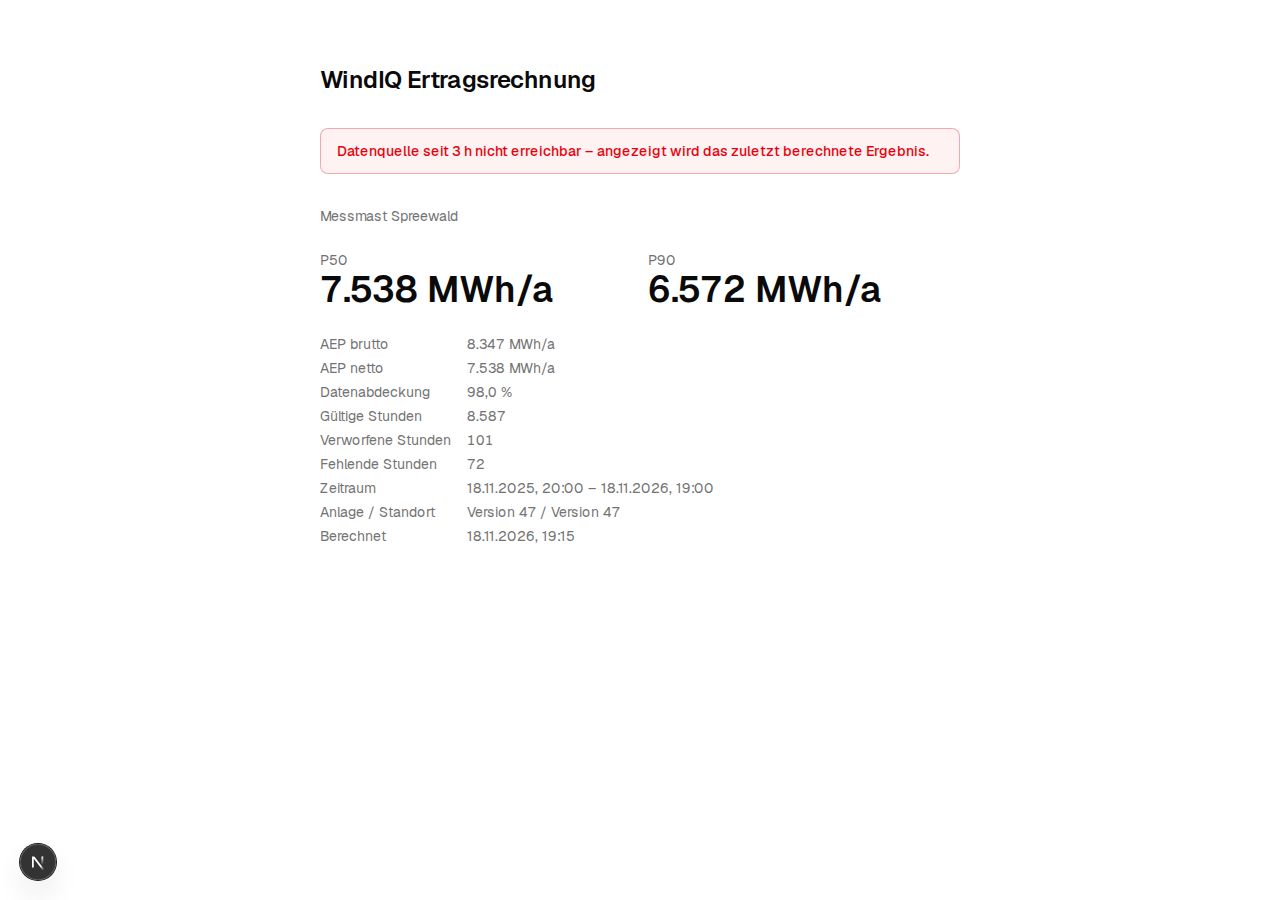 WindIQ Ertragsrechnung
Datenquelle seit 3 h nicht erreichbar – angezeigt wird das zuletzt berechnete Ergebnis.
Messmast Spreewald
P50
7.538 MWh/a
P90
6.572 MWh/a
AEP brutto 8.347 MWh/a
AEP netto 7.538 MWh/a
Datenabdeckung 98,0 %
Gültige Stunden 8.587
Verworfene Stunden 101
Fehlende Stunden 72
Zeitraum 18.11.2025, 20:00 – 18.11.2026, 19:00
Anlage / Standort Version 47 / Version 47
Berechnet 18.11.2026, 19:15
N